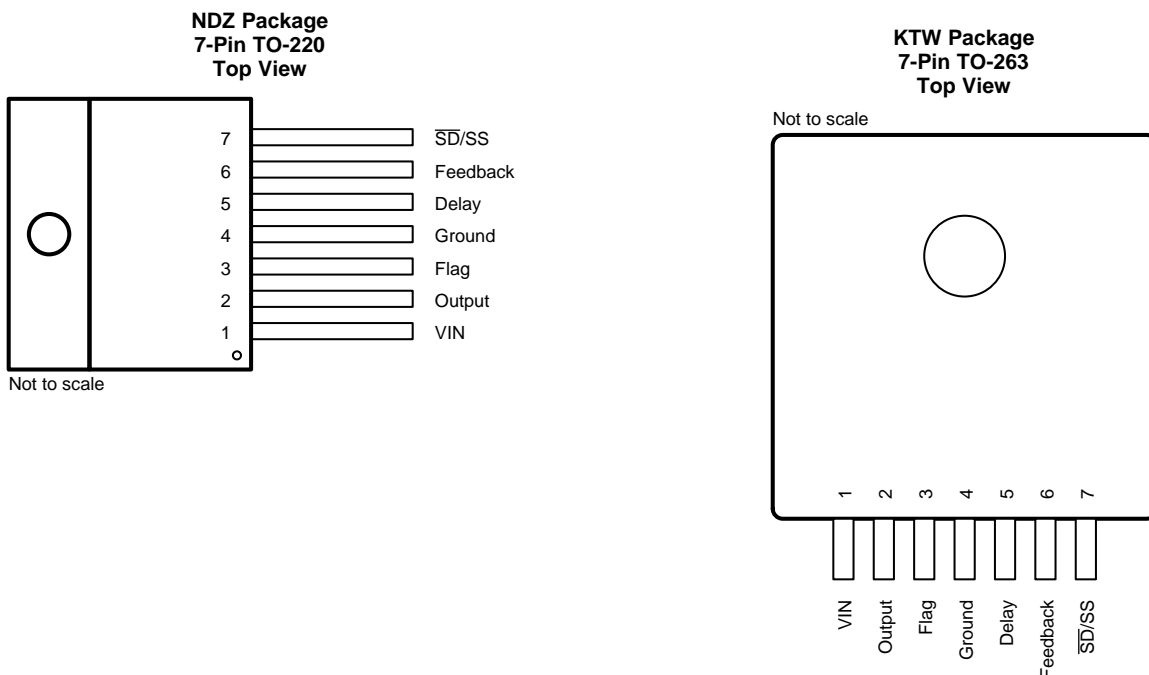 NDZ Package
7-Pin TO-220
Top View
7 S̅D̅/SS
6 Feedback
5 Delay
4 Ground
3 Flag
2 Output
1 VIN
Not to scale
KTW Package
7-Pin TO-263
Top View
Not to scale
1
2
3
4
5
6
7
VIN
Output
Flag
Ground
Delay
Feedback
S̅D̅/SS